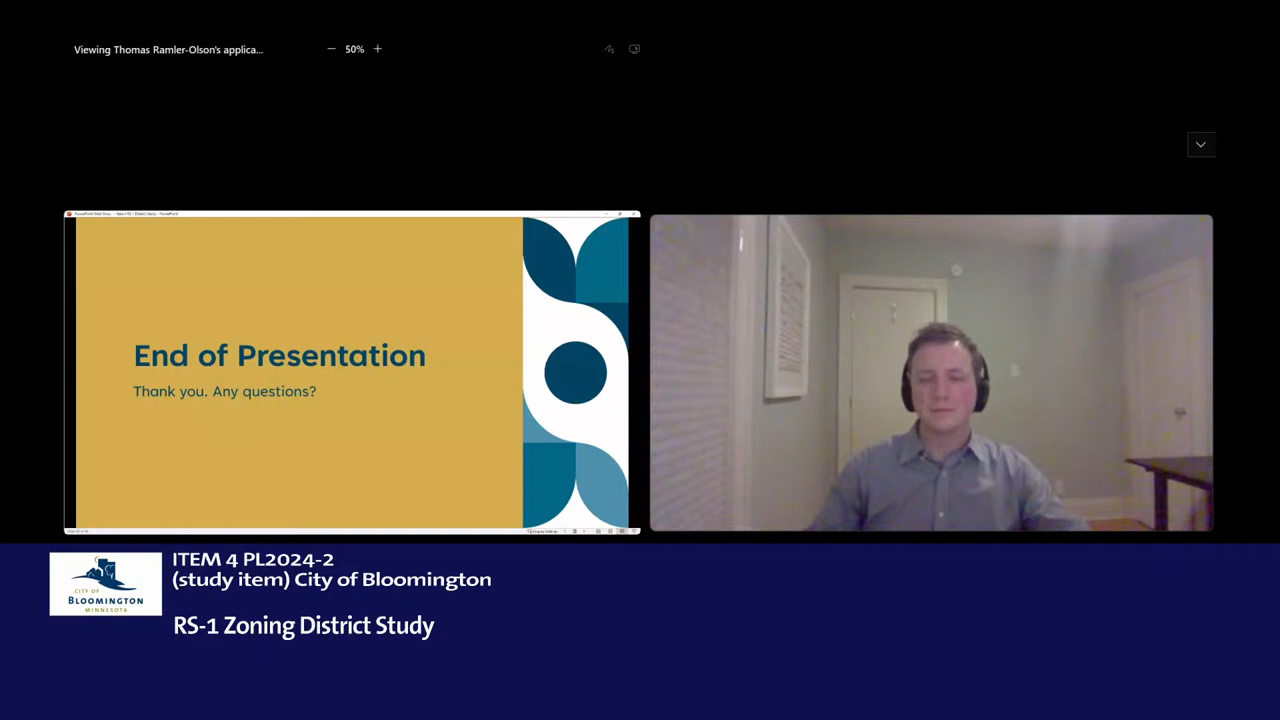 Viewing Thomas Ramler-Olson's applica...
50%
End of Presentation
Thank you. Any questions?
CITY OF
BLOOMINGTON
MINNESOTA
ITEM 4 PL2024-2
(study item) City of Bloomington
RS-1 Zoning District Study